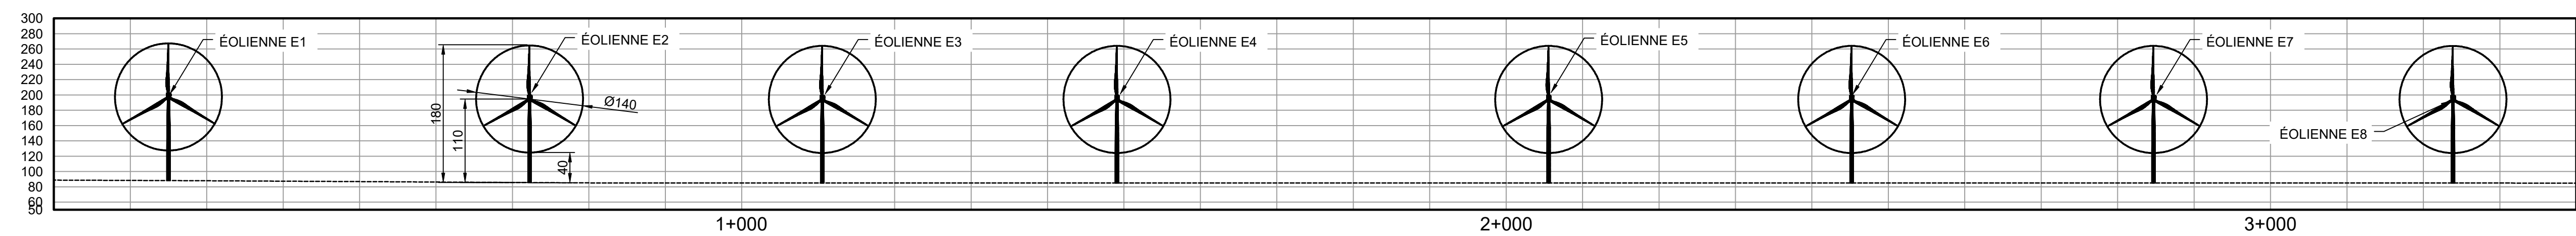 300
280
260
240
220
200
180
160
140
120
100
80
60
50
ÉOLIENNE E1
ÉOLIENNE E2
180
110
Ø140
40
ÉOLIENNE E3
ÉOLIENNE E4
ÉOLIENNE E5
ÉOLIENNE E6
ÉOLIENNE E7
ÉOLIENNE E8
1+000
2+000
3+000